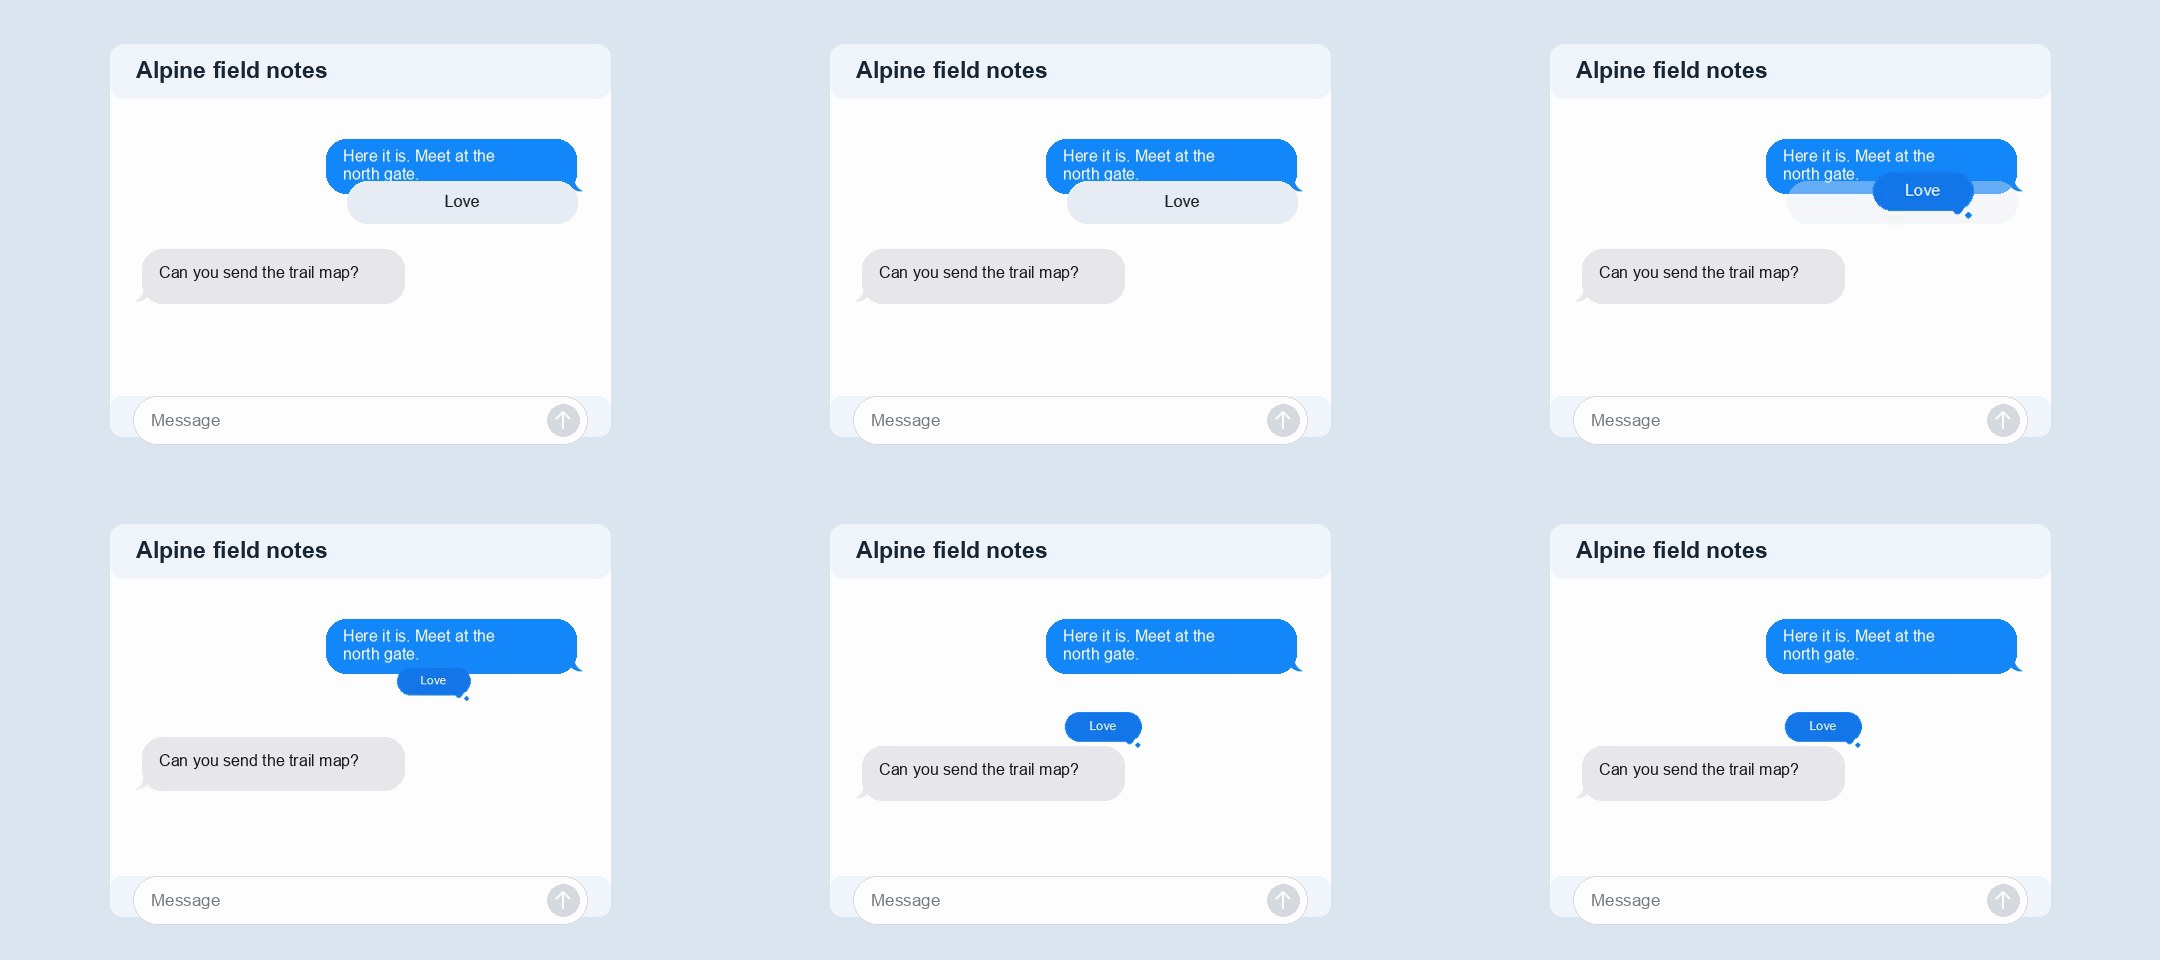 Alpine field notes
Here it is. Meet at the
north gate.
Love
Can you send the trail map?
Message
Alpine field notes
Here it is. Meet at the
north gate.
Love
Can you send the trail map?
Message
Alpine field notes
Here it is. Meet at the
north gate.
Love
Can you send the trail map?
Message
Alpine field notes
Here it is. Meet at the
north gate.
Love
Can you send the trail map?
Message
Alpine field notes
Here it is. Meet at the
north gate.
Love
Can you send the trail map?
Message
Alpine field notes
Here it is. Meet at the
north gate.
Love
Can you send the trail map?
Message